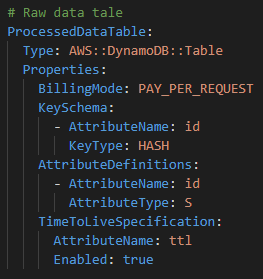 # Raw data tale
ProcessedDataTable:
  Type: AWS::DynamoDB::Table
  Properties:
    BillingMode: PAY_PER_REQUEST
    KeySchema:
      - AttributeName: id
        KeyType: HASH
    AttributeDefinitions:
      - AttributeName: id
        AttributeType: S
    TimeToLiveSpecification:
      AttributeName: ttl
      Enabled: true